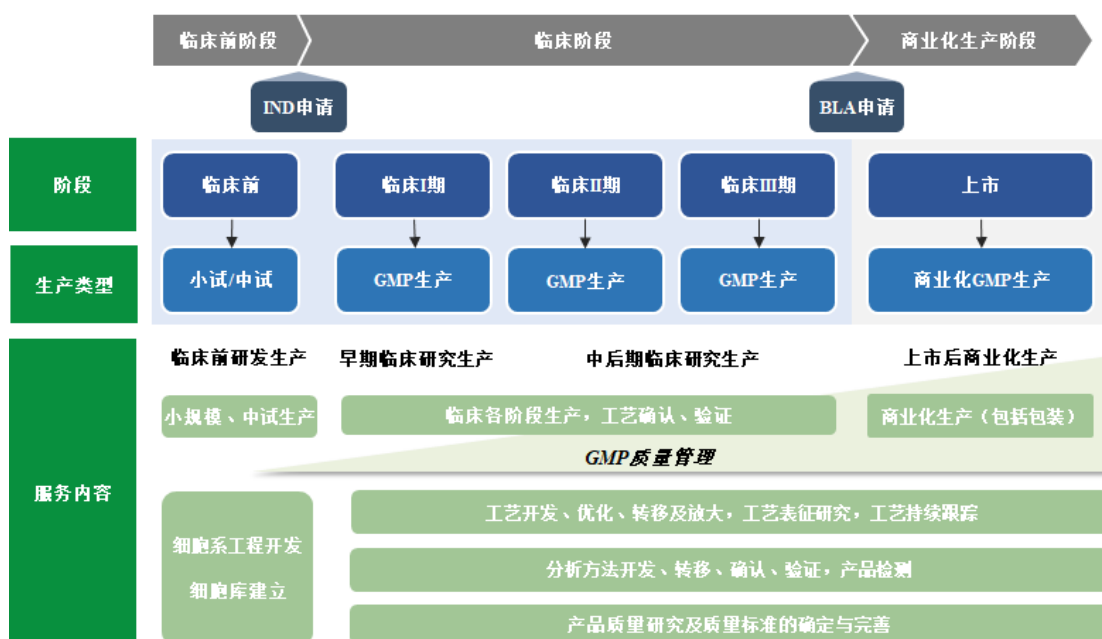 临床前阶段
临床阶段
商业化生产阶段
IND申请
BLA申请
阶段
临床前
临床I期
临床II期
临床III期
上市
生产类型
小试/中试
GMP生产
GMP生产
GMP生产
商业化GMP生产
服务内容
临床前研发生产
早期临床研究生产
中后期临床研究生产
上市后商业化生产
小规模、中试生产
临床各阶段生产，工艺确认、验证
商业化生产（包括包装）
GMP质量管理
细胞系工程开发
细胞库建立
工艺开发、优化、转移及放大，工艺表征研究，工艺持续跟踪
分析方法开发、转移、确认、验证，产品检测
产品质量研究及质量标准的确定与完善